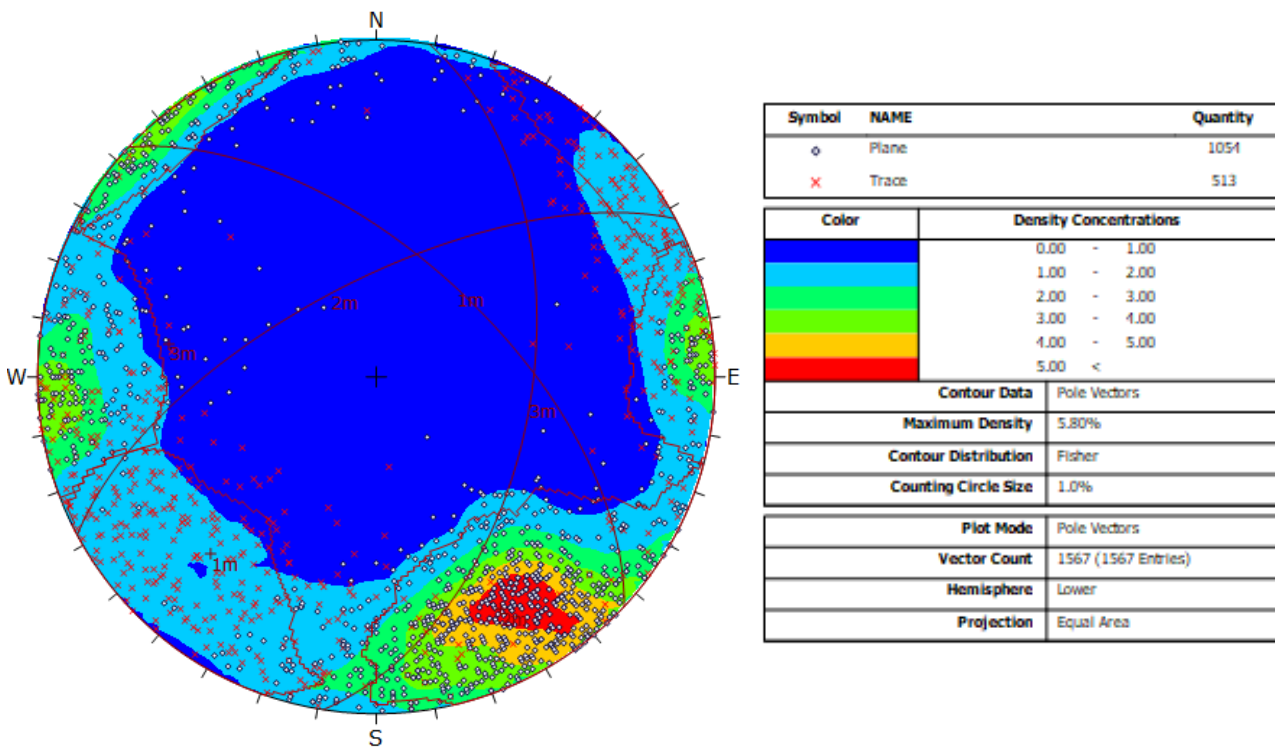 N
W
E
S
2m
1m
3m
3m
1m
Symbol NAME Quantity
Plane 1054
Trace 513
Color Density Concentrations
0.00 - 1.00
1.00 - 2.00
2.00 - 3.00
3.00 - 4.00
4.00 - 5.00
5.00 <
Contour Data Pole Vectors
Maximum Density 5.80%
Contour Distribution Fisher
Counting Circle Size 1.0%
Plot Mode Pole Vectors
Vector Count 1567 (1567 Entries)
Hemisphere Lower
Projection Equal Area